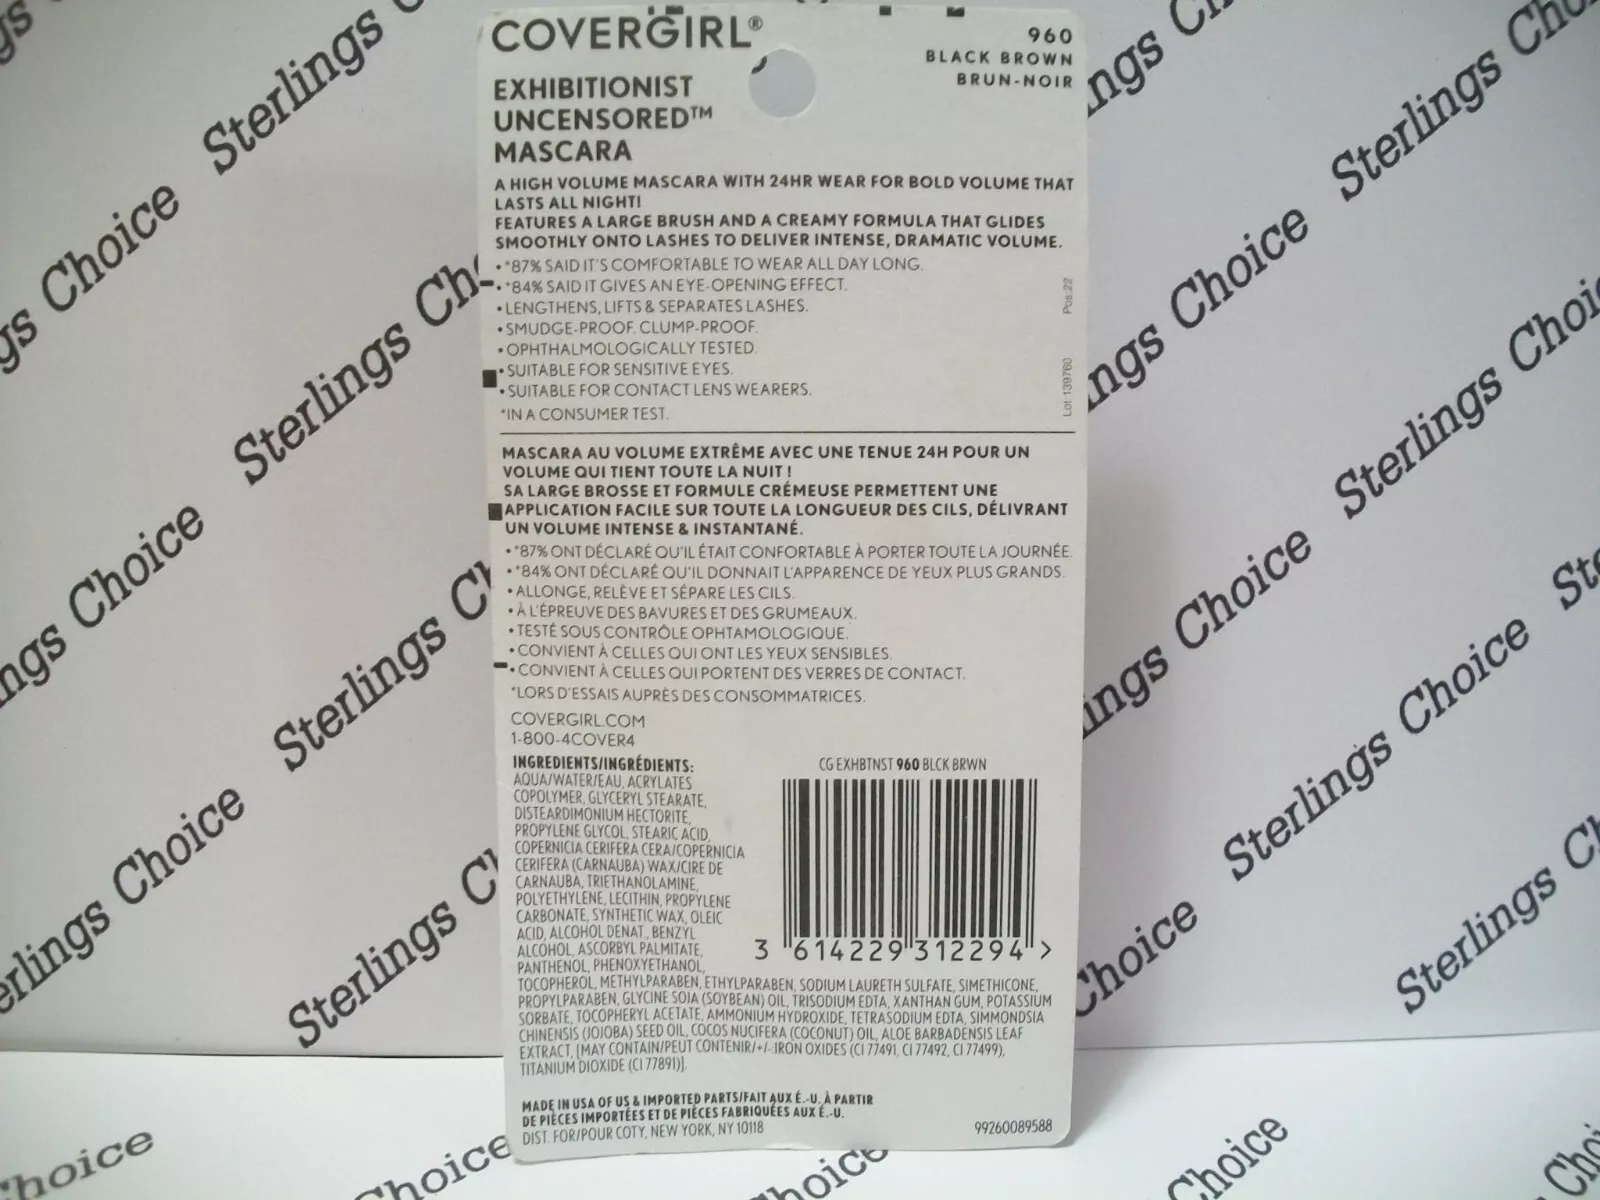 COVERGIRL®
960
BLACK BROWN
BRUN-NOIR
EXHIBITIONIST
UNCENSORED™
MASCARA
A HIGH VOLUME MASCARA WITH 24HR WEAR FOR BOLD VOLUME THAT
LASTS ALL NIGHT!
FEATURES A LARGE BRUSH AND A CREAMY FORMULA THAT GLIDES
SMOOTHLY ONTO LASHES TO DELIVER INTENSE, DRAMATIC VOLUME.
• *87% SAID IT'S COMFORTABLE TO WEAR ALL DAY LONG.
• *84% SAID IT GIVES AN EYE-OPENING EFFECT.
• LENGTHENS, LIFTS & SEPARATES LASHES.
• SMUDGE-PROOF. CLUMP-PROOF.
• OPHTHALMOLOGICALLY TESTED.
• SUITABLE FOR SENSITIVE EYES.
• SUITABLE FOR CONTACT LENS WEARERS.
*IN A CONSUMER TEST.
Lot:139760 Pos:22
MASCARA AU VOLUME EXTRÊME AVEC UNE TENUE 24H POUR UN
VOLUME QUI TIENT TOUTE LA NUIT !
SA LARGE BROSSE ET FORMULE CRÉMEUSE PERMETTENT UNE
APPLICATION FACILE SUR TOUTE LA LONGUEUR DES CILS, DÉLIVRANT
UN VOLUME INTENSE & INSTANTANÉ.
• *87% ONT DÉCLARÉ QU'IL ÉTAIT CONFORTABLE À PORTER TOUTE LA JOURNÉE.
• *84% ONT DÉCLARÉ QU'IL DONNAIT L'APPARENCE DE YEUX PLUS GRANDS.
• ALLONGE, RELÈVE ET SÉPARE LES CILS.
• À L'ÉPREUVE DES BAVURES ET DES GRUMEAUX.
• TESTÉ SOUS CONTRÔLE OPHTAMOLOGIQUE.
• CONVIENT À CELLES QUI ONT LES YEUX SENSIBLES.
• CONVIENT À CELLES QUI PORTENT DES VERRES DE CONTACT.
*LORS D'ESSAIS AUPRÈS DES CONSOMMATRICES.
COVERGIRL.COM
1-800-4COVER4
INGREDIENTS/INGRÉDIENTS:
AQUA/WATER/EAU, ACRYLATES
COPOLYMER, GLYCERYL STEARATE,
DISTEARDIMONIUM HECTORITE,
PROPYLENE GLYCOL, STEARIC ACID,
COPERNICIA CERIFERA CERA/COPERNICIA
CERIFERA (CARNAUBA) WAX/CIRE DE
CARNAUBA, TRIETHANOLAMINE,
POLYETHYLENE, LECITHIN, PROPYLENE
CARBONATE, SYNTHETIC WAX, OLEIC
ACID, ALCOHOL DENAT., BENZYL
ALCOHOL, ASCORBYL PALMITATE,
PANTHENOL, PHENOXYETHANOL,
TOCOPHEROL, METHYLPARABEN, ETHYLPARABEN, SODIUM LAURETH SULFATE, SIMETHICONE,
PROPYLPARABEN, GLYCINE SOJA (SOYBEAN) OIL, TRISODIUM EDTA, XANTHAN GUM, POTASSIUM
SORBATE, TOCOPHERYL ACETATE, AMMONIUM HYDROXIDE, TETRASODIUM EDTA, SIMMONDSIA
CHINENSIS (JOJOBA) SEED OIL, COCOS NUCIFERA (COCONUT) OIL, ALOE BARBADENSIS LEAF
EXTRACT, [MAY CONTAIN/PEUT CONTENIR/+/-:IRON OXIDES (CI 77491, CI 77492, CI 77499),
TITANIUM DIOXIDE (CI 77891)].
CG EXHBTNST 960 BLCK BRWN
3 614229 312294 >
MADE IN USA OF US & IMPORTED PARTS/FAIT AUX É.-U. À PARTIR
DE PIÈCES IMPORTÉES ET DE PIÈCES FABRIQUÉES AUX É.-U.
DIST. FOR/POUR COTY, NEW YORK, NY 10118
99260089588
Sterlings Choice
Sterlings Choice
Sterlings Choice
Sterlings Choice
Sterlings Choice
Sterlings Choice